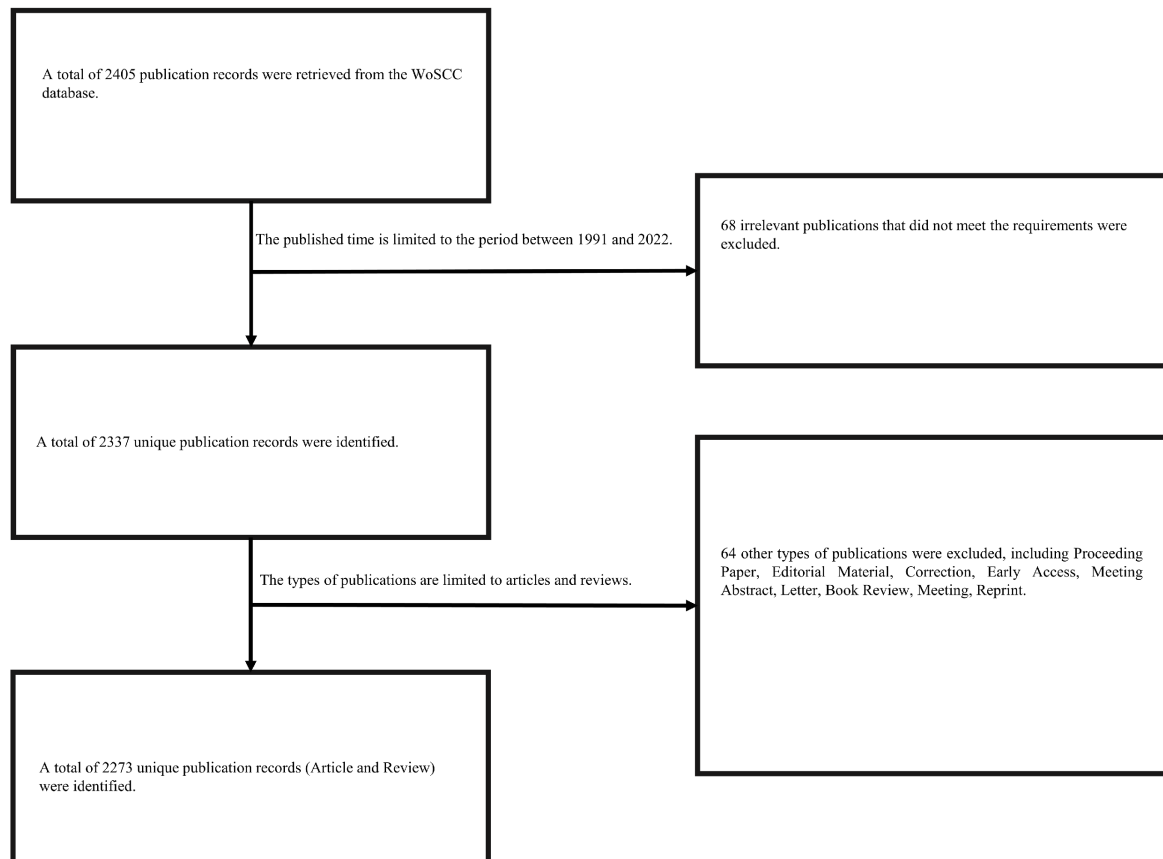 A total of 2405 publication records were retrieved from the WoSCC
database.
The published time is limited to the period between 1991 and 2022.
68 irrelevant publications that did not meet the requirements were
excluded.
A total of 2337 unique publication records were identified.
The types of publications are limited to articles and reviews.
64 other types of publications were excluded, including Proceeding
Paper, Editorial Material, Correction, Early Access, Meeting
Abstract, Letter, Book Review, Meeting, Reprint.
A total of 2273 unique publication records (Article and Review)
were identified.